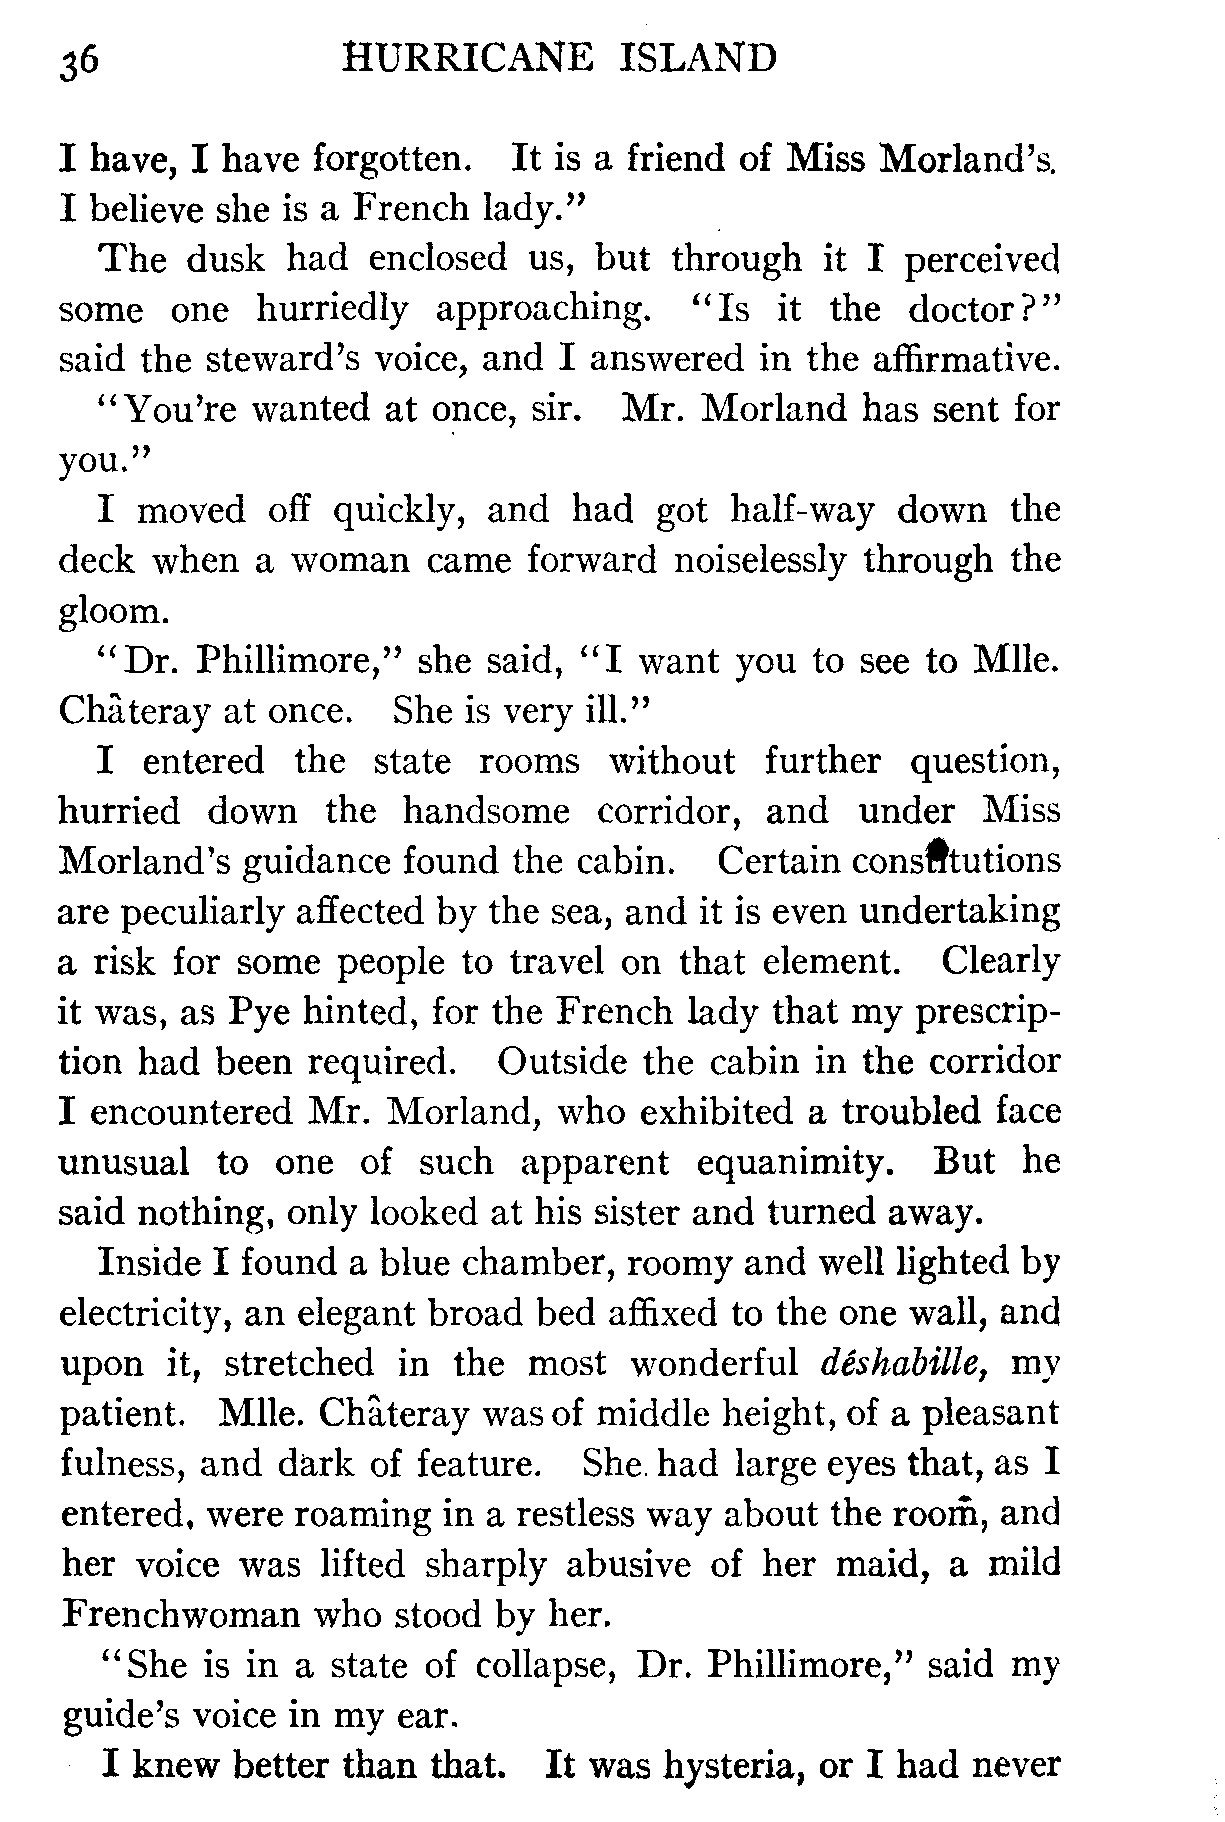 36 HURRICANE ISLAND
I have, I have forgotten. It is a friend of Miss Morland's.
I believe she is a French lady."
The dusk had enclosed us, but through it I perceived
some one hurriedly approaching. "Is it the doctor?"
said the steward's voice, and I answered in the affirmative.
"You're wanted at once, sir. Mr. Morland has sent for
you."
I moved off quickly, and had got half-way down the
deck when a woman came forward noiselessly through the
gloom.
"Dr. Phillimore," she said, "I want you to see to Mlle.
Châteray at once. She is very ill."
I entered the state rooms without further question,
hurried down the handsome corridor, and under Miss
Morland's guidance found the cabin. Certain constitutions
are peculiarly affected by the sea, and it is even undertaking
a risk for some people to travel on that element. Clearly
it was, as Pye hinted, for the French lady that my prescrip-
tion had been required. Outside the cabin in the corridor
I encountered Mr. Morland, who exhibited a troubled face
unusual to one of such apparent equanimity. But he
said nothing, only looked at his sister and turned away.
Inside I found a blue chamber, roomy and well lighted by
electricity, an elegant broad bed affixed to the one wall, and
upon it, stretched in the most wonderful déshabille, my
patient. Mlle. Châteray was of middle height, of a pleasant
fulness, and dark of feature. She had large eyes that, as I
entered, were roaming in a restless way about the room, and
her voice was lifted sharply abusive of her maid, a mild
Frenchwoman who stood by her.
"She is in a state of collapse, Dr. Phillimore," said my
guide's voice in my ear.
I knew better than that. It was hysteria, or I had never